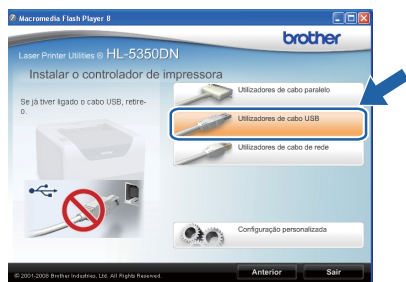 Macromedia Flash Player 8
brother
Laser Printer Utilities ® HL-5350DN
Instalar o controlador de impressora
Se já tiver ligado o cabo USB, retire-
o.
Utilizadores de cabo paralelo
Utilizadores de cabo USB
Utilizadores de cabo de rede
Configuração personalizada
© 2001-2008 Brother Industries, Ltd. All Rights Reserved.
Anterior
Sair